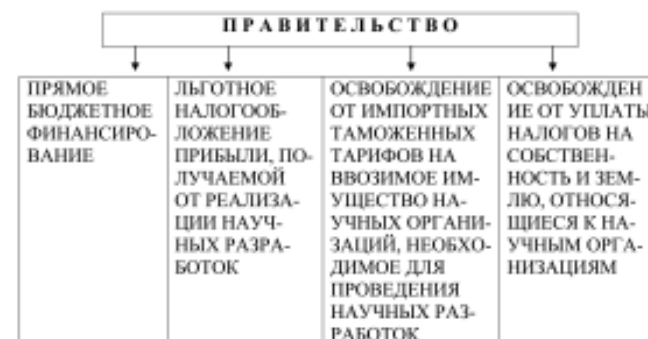 ПРАВИТЕЛЬСТВО
ПРЯМОЕ
БЮДЖЕТНОЕ
ФИНАНСИРО-
ВАНИЕ
ЛЬГОТНОЕ
НАЛОГООБ-
ЛОЖЕНИЕ
ПРИБЫЛИ, ПО-
ЛУЧАЕМОЙ
ОТ РЕАЛИЗА-
ЦИИ НАУЧ-
НЫХ РАЗРА-
БОТОК
ОСВОБОЖДЕНИЕ
ОТ ИМПОРТНЫХ
ТАМОЖЕННЫХ
ТАРИФОВ НА
ВВОЗИМОЕ ИМ-
УЩЕСТВО НА-
УЧНЫХ ОРГАНИ-
ЗАЦИЙ, НЕОБХО-
ДИМОЕ ДЛЯ
ПРОВЕДЕНИЯ
НАУЧНЫХ РАЗ-
РАБОТОК
ОСВОБОЖДЕН
ИЕ ОТ УПЛАТЫ
НАЛОГОВ НА
СОБСТВЕН-
НОСТЬ И ЗЕМ-
ЛЮ, ОТНОСЯ-
ЩИЕСЯ К НА-
УЧНЫМ ОРГА-
НИЗАЦИЯМ